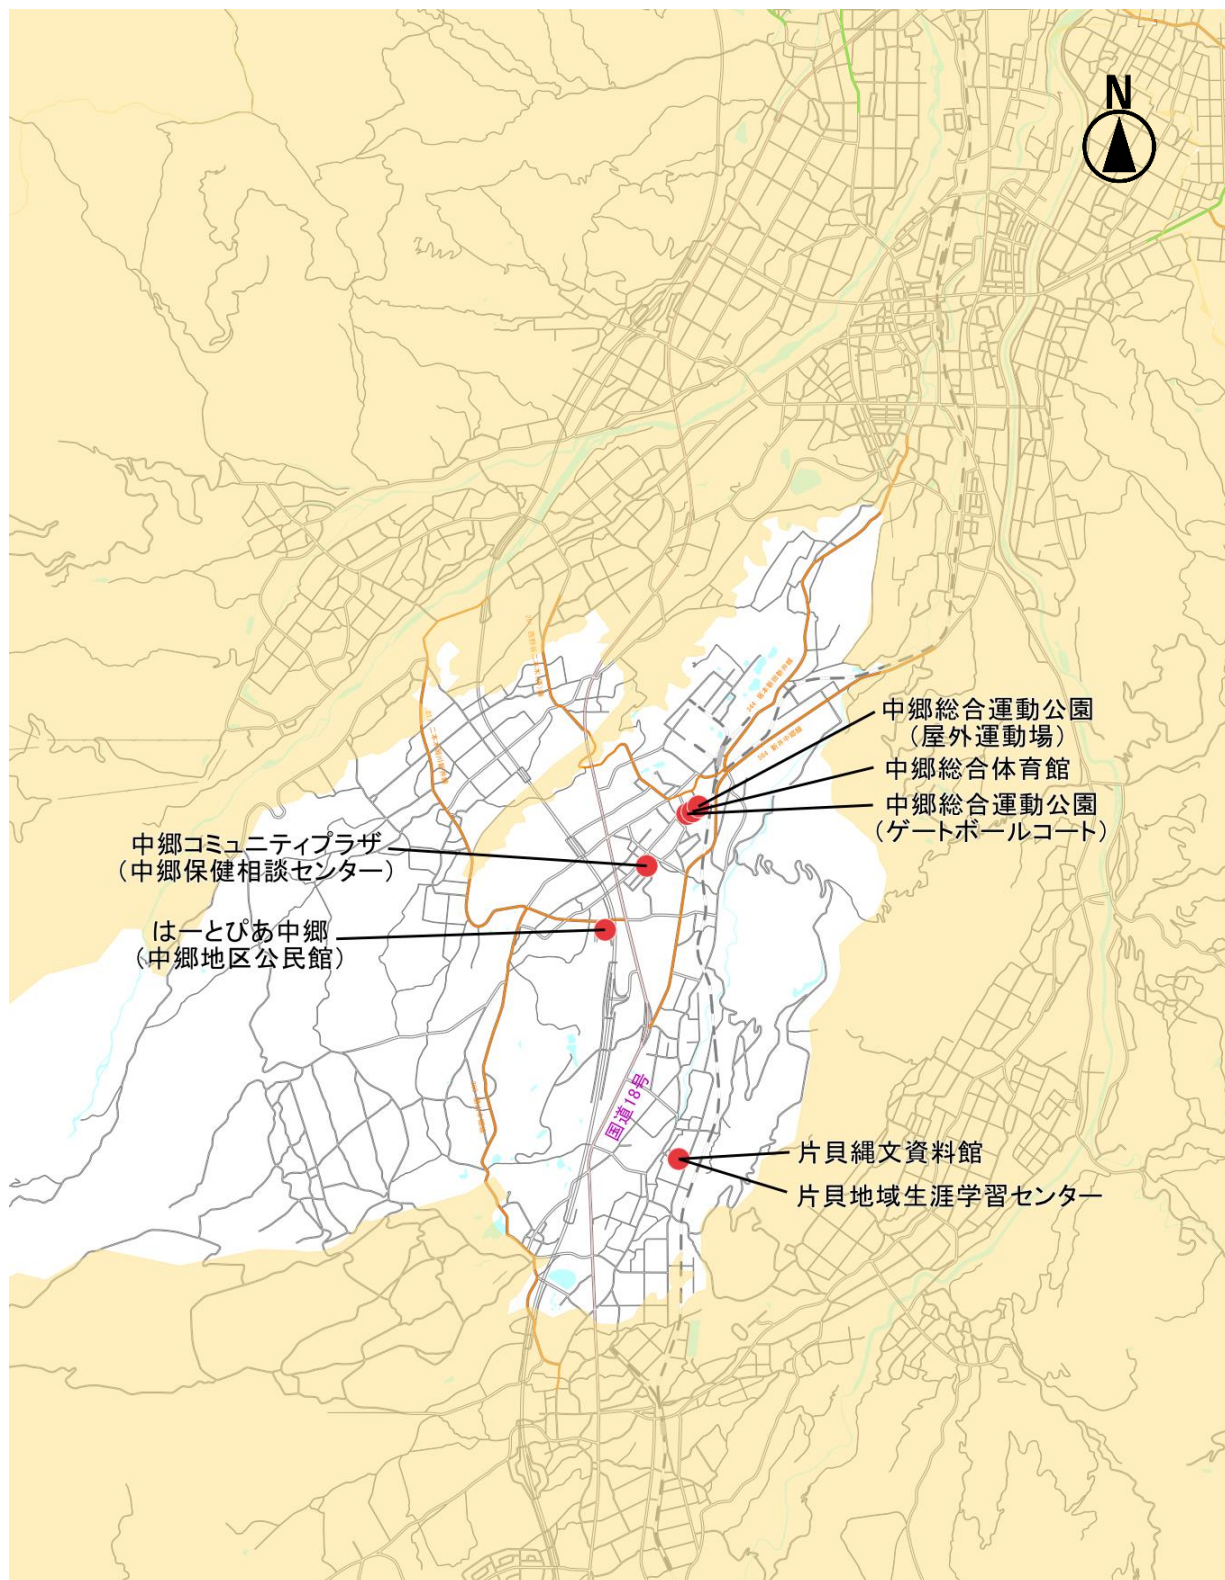 N
中郷総合運動公園
（屋外運動場）
中郷総合体育館
中郷総合運動公園
（ゲートボールコート）
中郷コミュニティプラザ
（中郷保健相談センター）
はーとぴあ中郷
（中郷地区公民館）
国道18号
片貝縄文資料館
片貝地域生涯学習センター